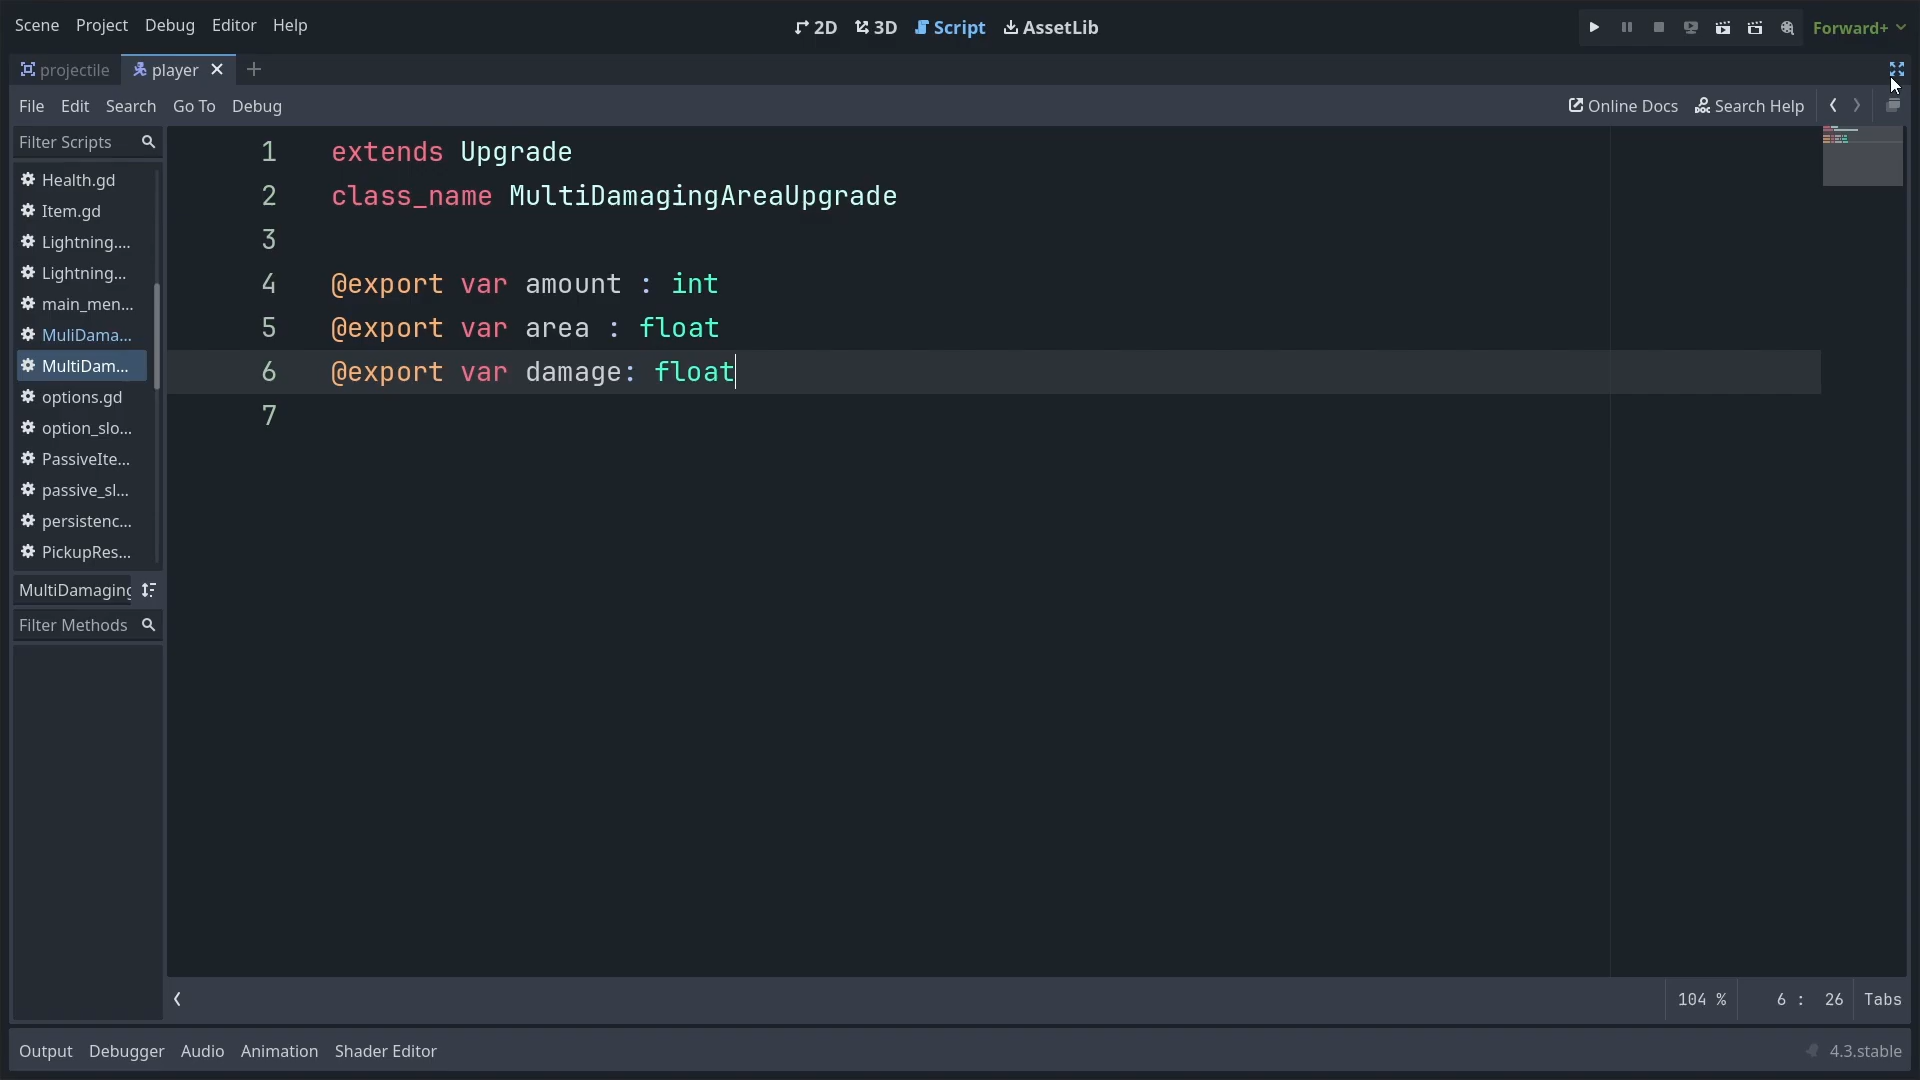 Scene Project Debug Editor Help
2D 3D Script AssetLib
Forward+
projectile player
File Edit Search Go To Debug
Online Docs Search Help
Filter Scripts
Health.gd
Item.gd
Lightning....
Lightning...
main_men...
MuliDama...
MultiDam...
options.gd
option_slo...
PassiveIte...
passive_sl...
persistenc...
PickupRes...
MultiDamaging
Filter Methods
1 extends Upgrade
2 class_name MultiDamagingAreaUpgrade
3
4 @export var amount : int
5 @export var area : float
6 @export var damage: float
7
104 % 6 : 26 Tabs
Output Debugger Audio Animation Shader Editor
4.3.stable